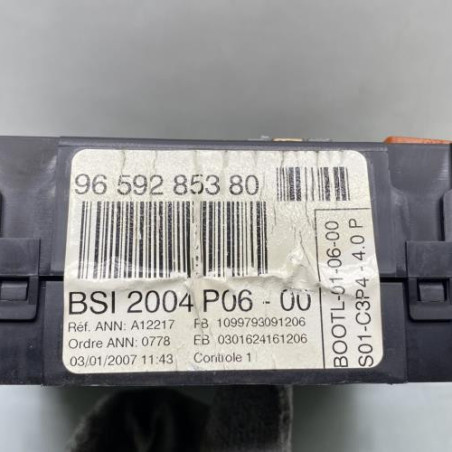 96 592 853 80
BSI 2004 P06 - 00
Réf. ANN: A12217 PB 1099793091206
Ordre ANN: 0778 EB 0301624161206
03/01/2007 11:43 Controle 1
BOOTL-01-06-00
S01-C3P4 -4.0 P